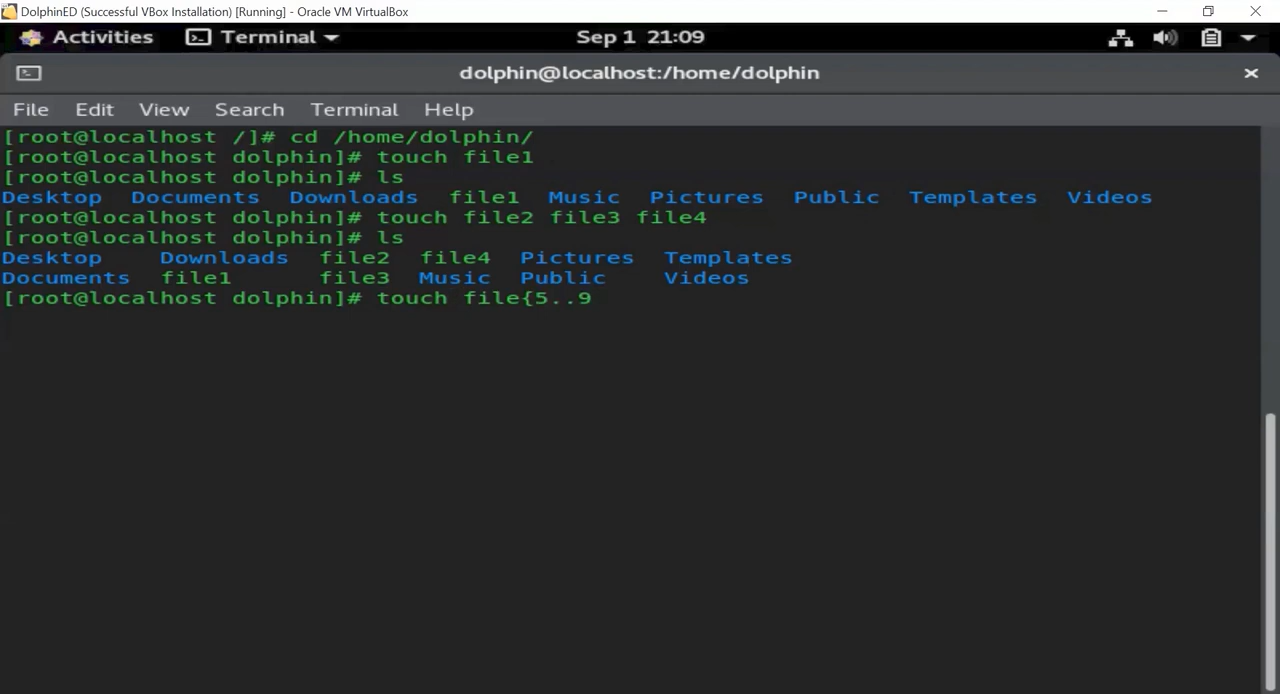 DolphinED (Successful VBox Installation) [Running] - Oracle VM VirtualBox
Activities Terminal Sep 1 21:09
dolphin@localhost:/home/dolphin
File Edit View Search Terminal Help
[root@localhost /]# cd /home/dolphin/
[root@localhost dolphin]# touch file1
[root@localhost dolphin]# ls
Desktop Documents Downloads file1 Music Pictures Public Templates Videos
[root@localhost dolphin]# touch file2 file3 file4
[root@localhost dolphin]# ls
Desktop Downloads file2 file4 Pictures Templates
Documents file1 file3 Music Public Videos
[root@localhost dolphin]# touch file{5..9